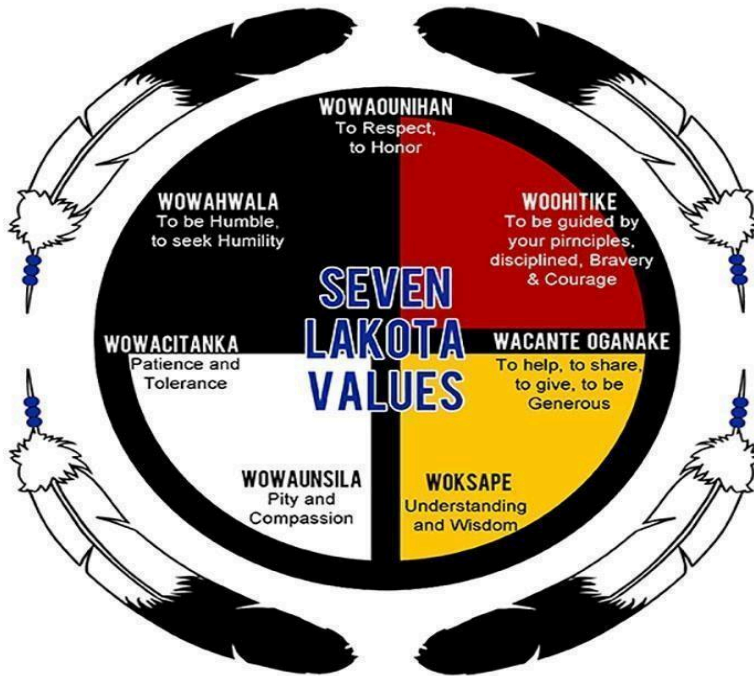 WOWAOUNIHAN
To Respect,
to Honor
WOWAHWALA
To be Humble,
to seek Humility
WOOHITIKE
To be guided by
your pirnciples,
disciplined, Bravery
& Courage
SEVEN
LAKOTA
VALUES
WOWACITANKA
Patience and
Tolerance
WACANTE OGANAKE
To help, to share,
to give, to be
Generous
WOWAUNSILA
Pity and
Compassion
WOKSAPE
Understanding
and Wisdom